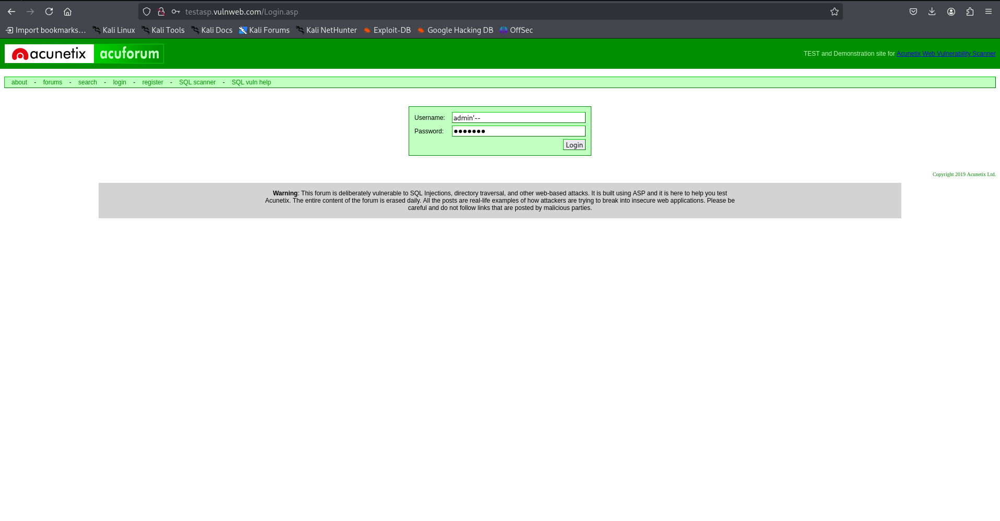 testasp.vulnweb.com/Login.asp
Import bookmarks... Kali Linux Kali Tools Kali Docs Kali Forums Kali NetHunter Exploit-DB Google Hacking DB OffSec
acunetix acuforum
TEST and Demonstration site for Acunetix Web Vulnerability Scanner
about - forums - search - login - register - SQL scanner - SQL vuln help
Username: admin'--
Password: ●●●●●●●
Login
Copyright 2019 Acunetix Ltd.
Warning: This forum is deliberately vulnerable to SQL Injections, directory traversal, and other web-based attacks. It is built using ASP and it is here to help you test
Acunetix. The entire content of the forum is erased daily. All the posts are real-life examples of how attackers are trying to break into insecure web applications. Please be
careful and do not follow links that are posted by malicious parties.